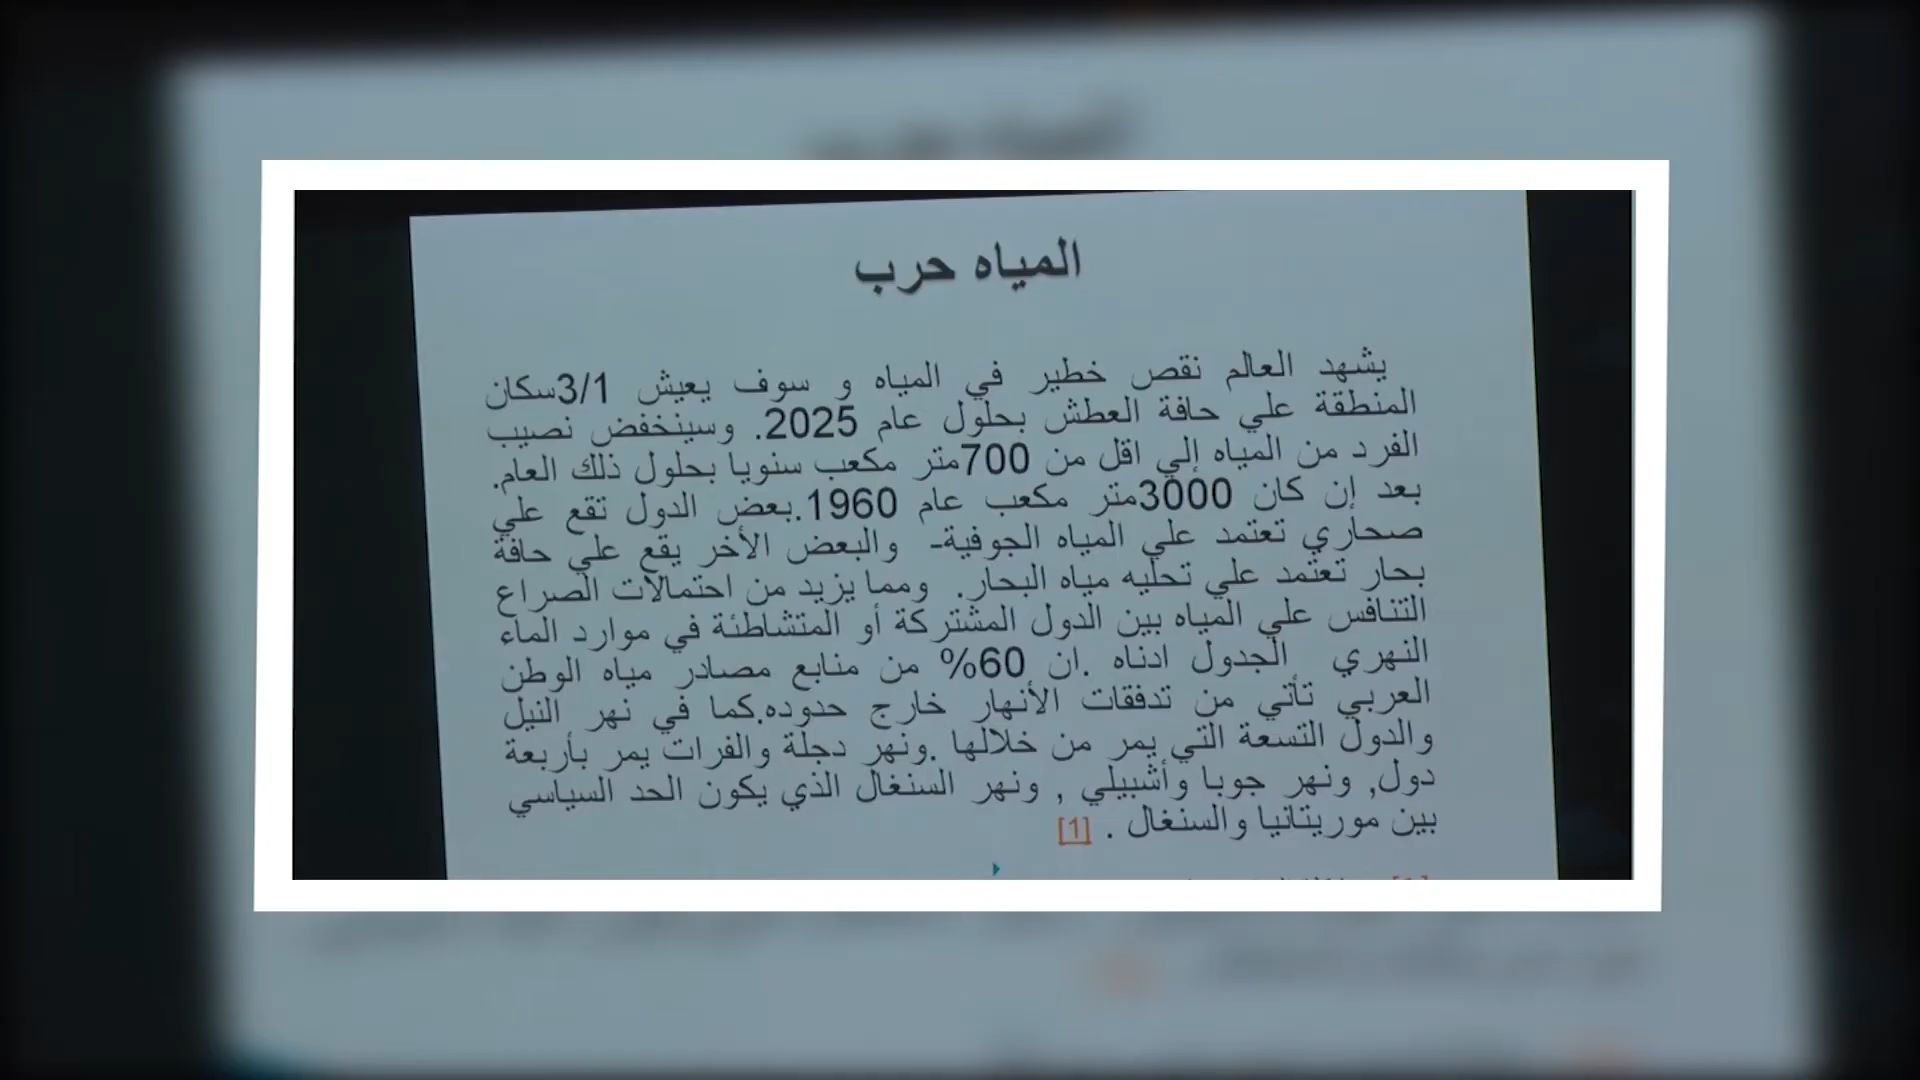 المياه حرب
يشهد العالم نقص خطير في المياه و سوف يعيش 3/1سكان
المنطقة علي حافة العطش بحلول عام 2025. وسينخفض نصيب
الفرد من المياه إلي اقل من 700متر مكعب سنويا بحلول ذلك العام.
بعد إن كان 3000متر مكعب عام 1960.بعض الدول تقع علي
صحاري تعتمد علي المياه الجوفية- والبعض الأخر يقع علي حافة
بحار تعتمد علي تحليه مياه البحار. ومما يزيد من احتمالات الصراع
التنافس علي المياه بين الدول المشتركة أو المتشاطئة في موارد الماء
النهري الجدول ادناه .ان 60% من منابع مصادر مياه الوطن
العربي تأتي من تدفقات الأنهار خارج حدوده.كما في نهر النيل
والدول التسعة التي يمر من خلالها .ونهر دجلة والفرات يمر بأربعة
دول, ونهر جوبا وأشبيلي , ونهر السنغال الذي يكون الحد السياسي
بين موريتانيا والسنغال . [1]